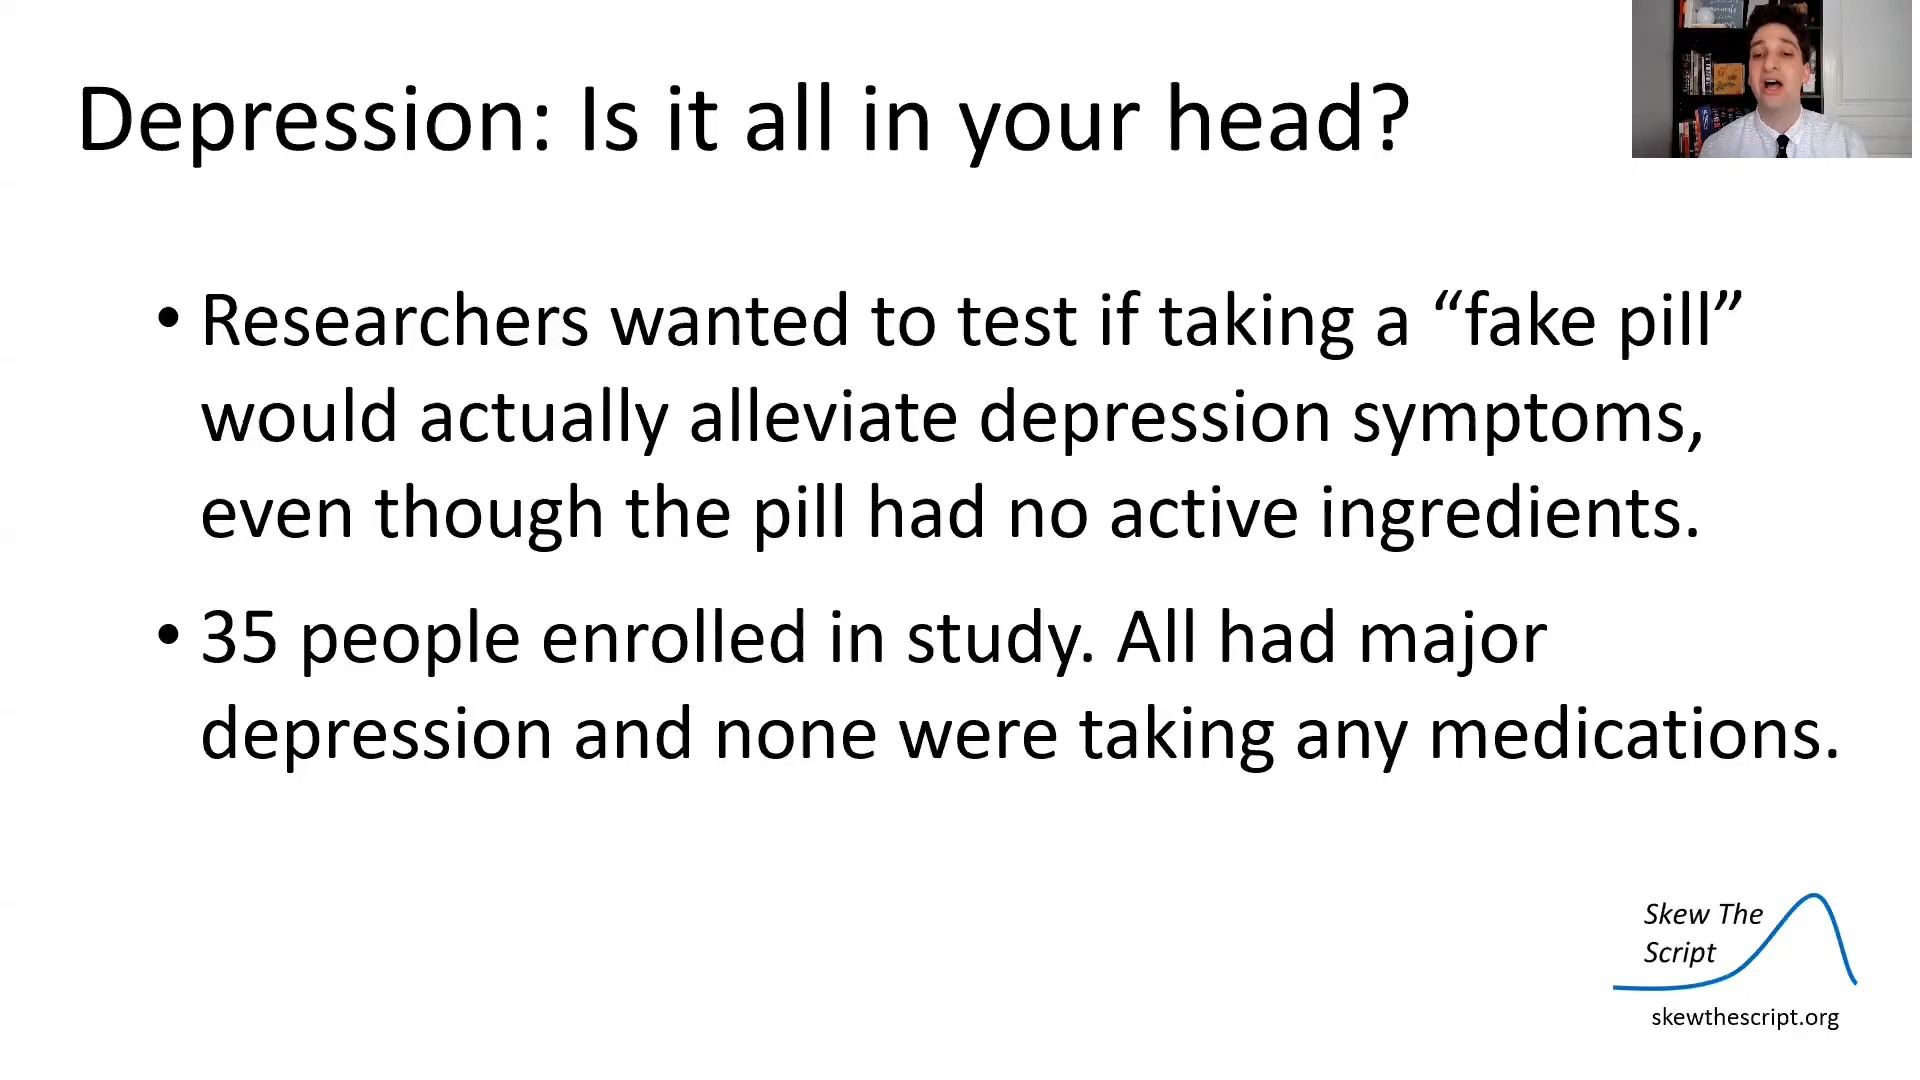 Depression: Is it all in your head?
• Researchers wanted to test if taking a “fake pill”
would actually alleviate depression symptoms,
even though the pill had no active ingredients.
• 35 people enrolled in study. All had major
depression and none were taking any medications.
Skew The
Script
skewthescript.org